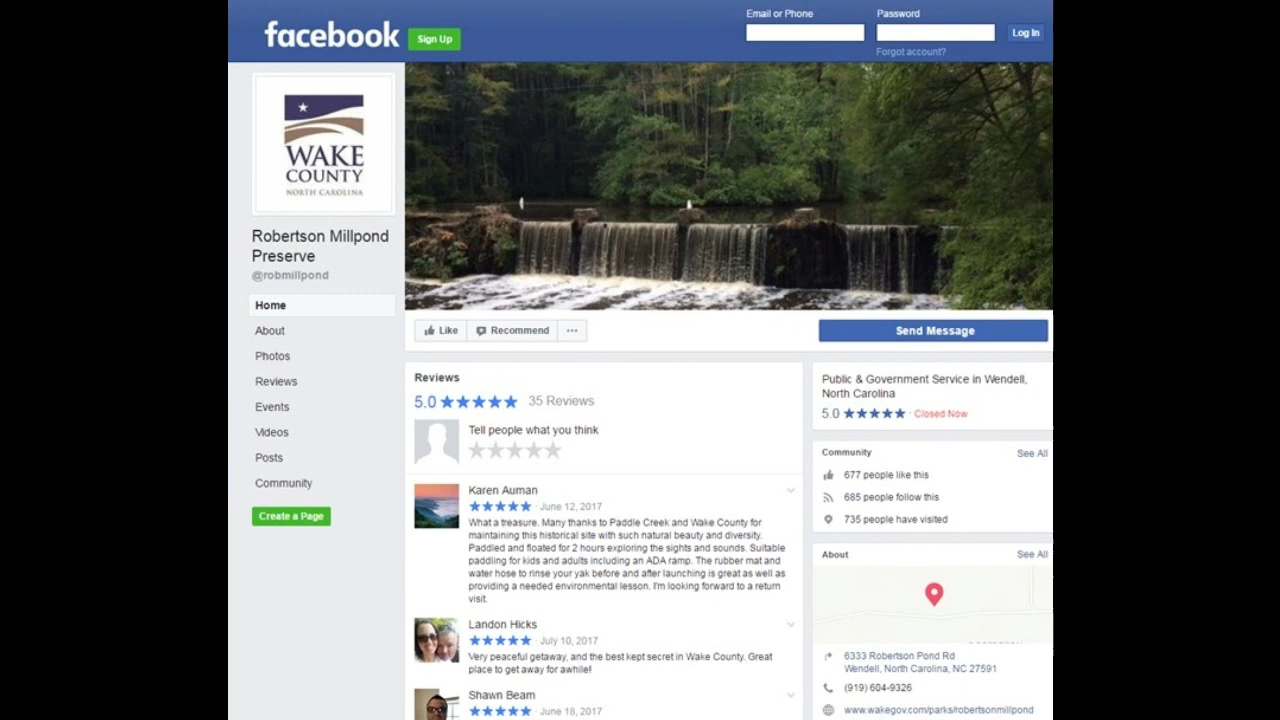 facebook
Sign Up
Email or Phone
Password
Log In
Forgot account?
WAKE
COUNTY
NORTH CAROLINA
Robertson Millpond
Preserve
@robmillpond
Home
About
Photos
Reviews
Events
Videos
Posts
Community
Create a Page
Like
Recommend
...
Send Message
Reviews
5.0 35 Reviews
Tell people what you think
Karen Auman
· June 12, 2017
What a treasure. Many thanks to Paddle Creek and Wake County for
maintaining this historical site with such natural beauty and diversity.
Paddled and floated for 2 hours exploring the sights and sounds. Suitable
paddling for kids and adults including an ADA ramp. The rubber mat and
water hose to rinse your yak before and after launching is great as well as
providing a needed environmental lesson. I'm looking forward to a return
visit.
Landon Hicks
· July 10, 2017
Very peaceful getaway, and the best kept secret in Wake County. Great
place to get away for awhile!
Shawn Beam
· June 18, 2017
Public & Government Service in Wendell,
North Carolina
5.0 · Closed Now
Community
See All
677 people like this
685 people follow this
735 people have visited
About
See All
6333 Robertson Pond Rd
Wendell, North Carolina, NC 27591
(919) 604-9326
www.wakegov.com/parks/robertsonmillpond